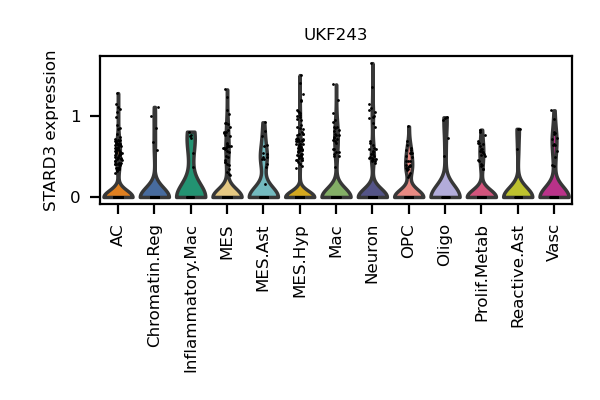 UKF243
STARD3 expression
1
0
AC
Chromatin.Reg
Inflammatory.Mac
MES
MES.Ast
MES.Hyp
Mac
Neuron
OPC
Oligo
Prolif.Metab
Reactive.Ast
Vasc